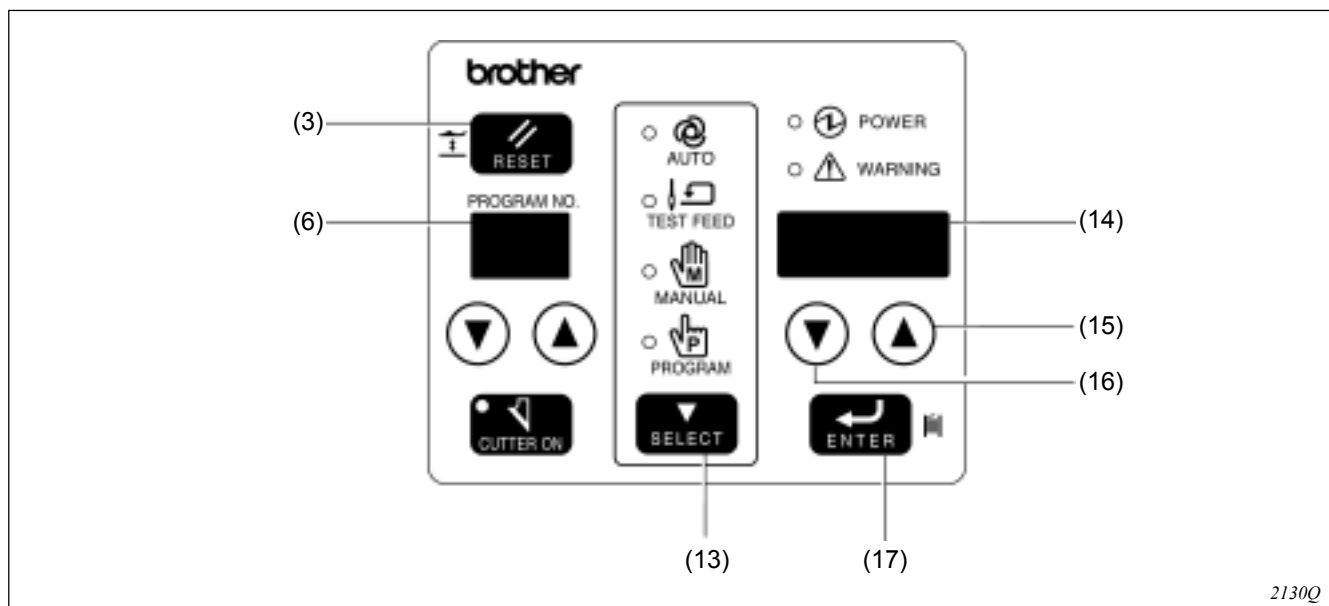 brother
(3)
RESET
PROGRAM NO.
(6)
CUTTER ON
AUTO
TEST FEED
M
MANUAL
P
PROGRAM
SELECT
(13)
POWER
WARNING
(14)
(15)
(16)
ENTER
(17)
2130Q